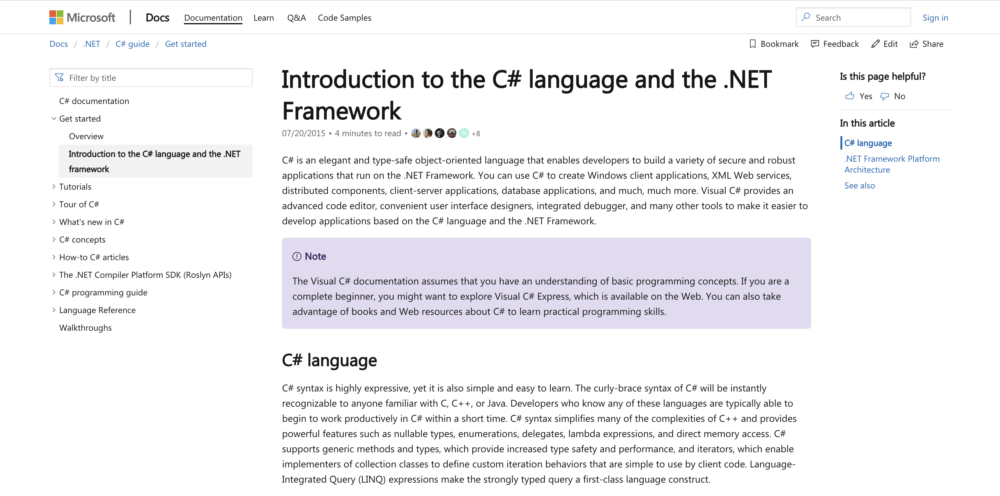 Microsoft
Docs
Documentation
Learn
Q&A
Code Samples
Search
Sign in
Docs / .NET / C# guide / Get started
Bookmark
Feedback
Edit
Share
Filter by title
C# documentation
Get started
Overview
Introduction to the C# language and the .NET
framework
Tutorials
Tour of C#
What's new in C#
C# concepts
How-to C# articles
The .NET Compiler Platform SDK (Roslyn APIs)
C# programming guide
Language Reference
Walkthroughs
Introduction to the C# language and the .NET
Framework
07/20/2015 • 4 minutes to read • +8
C# is an elegant and type-safe object-oriented language that enables developers to build a variety of secure and robust
applications that run on the .NET Framework. You can use C# to create Windows client applications, XML Web services,
distributed components, client-server applications, database applications, and much, much more. Visual C# provides an
advanced code editor, convenient user interface designers, integrated debugger, and many other tools to make it easier to
develop applications based on the C# language and the .NET Framework.
Note
The Visual C# documentation assumes that you have an understanding of basic programming concepts. If you are a
complete beginner, you might want to explore Visual C# Express, which is available on the Web. You can also take
advantage of books and Web resources about C# to learn practical programming skills.
C# language
C# syntax is highly expressive, yet it is also simple and easy to learn. The curly-brace syntax of C# will be instantly
recognizable to anyone familiar with C, C++, or Java. Developers who know any of these languages are typically able to
begin to work productively in C# within a short time. C# syntax simplifies many of the complexities of C++ and provides
powerful features such as nullable types, enumerations, delegates, lambda expressions, and direct memory access. C#
supports generic methods and types, which provide increased type safety and performance, and iterators, which enable
implementers of collection classes to define custom iteration behaviors that are simple to use by client code. Language-
Integrated Query (LINQ) expressions make the strongly typed query a first-class language construct.
Is this page helpful?
Yes
No
In this article
C# language
.NET Framework Platform
Architecture
See also